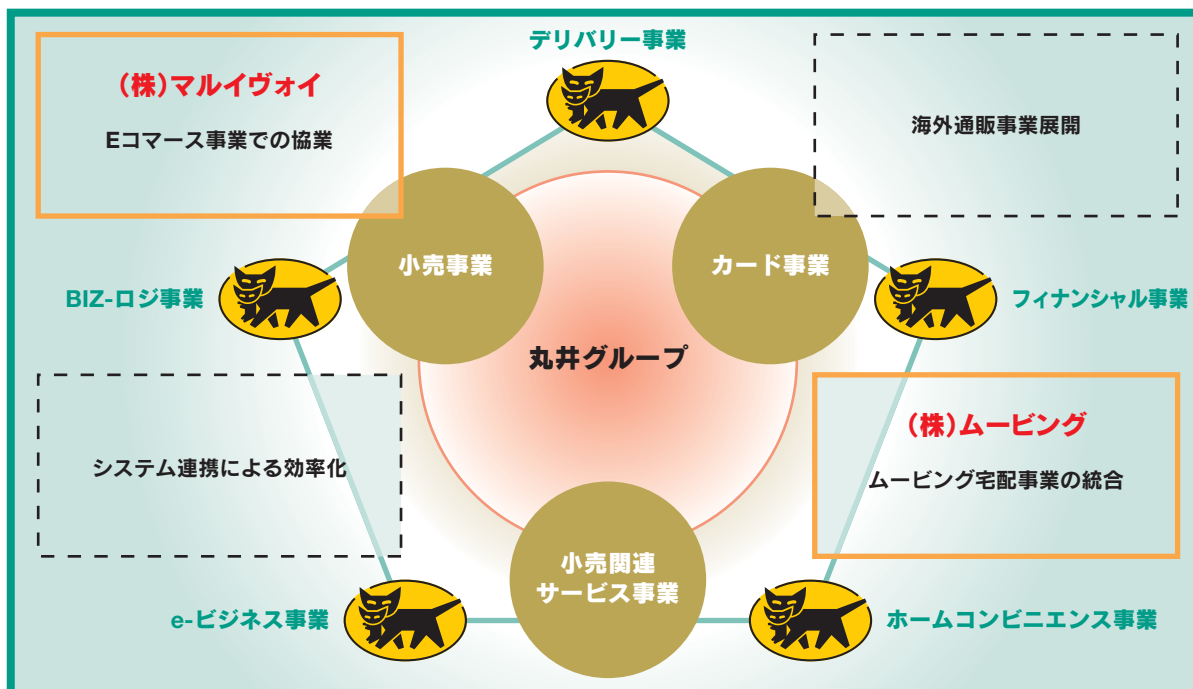 デリバリー事業
(株)マルイヴォイ
Eコマース事業での協業
海外通販事業展開
小売事業
カード事業
BIZ-ロジ事業
フィナンシャル事業
丸井グループ
システム連携による効率化
(株)ムービング
ムービング宅配事業の統合
小売関連
サービス事業
e-ビジネス事業
ホームコンビニエンス事業